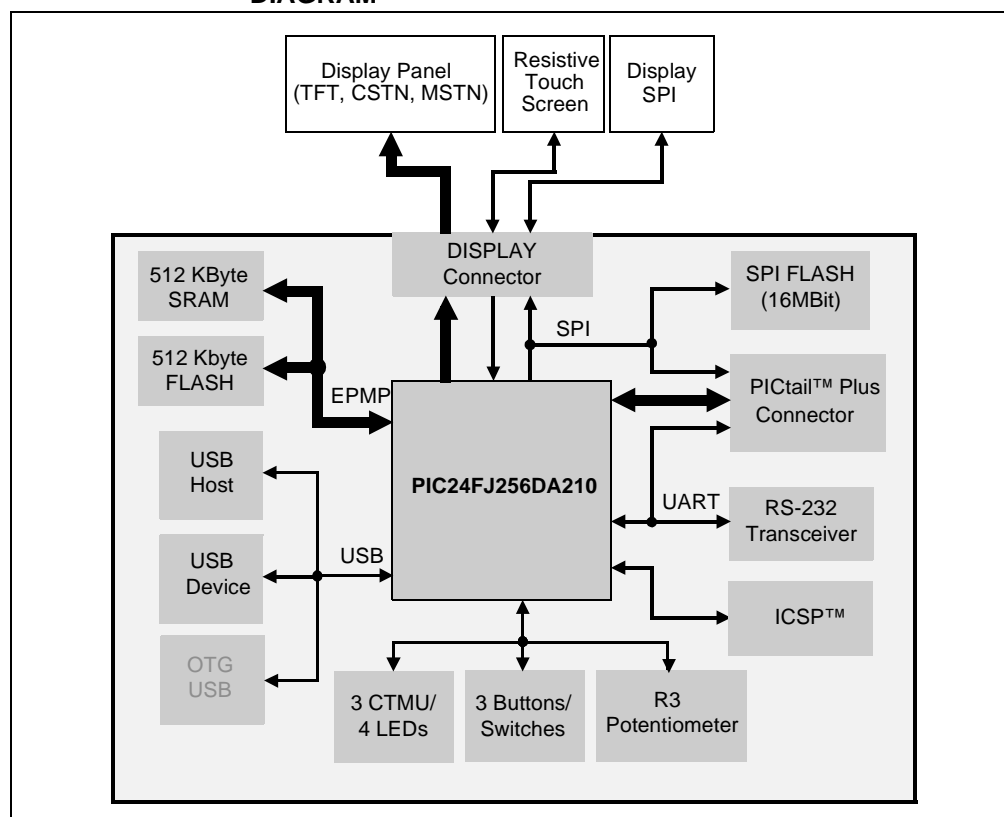 DIAGRAM
Display Panel
(TFT, CSTN, MSTN)
Resistive
Touch
Screen
Display
SPI
DISPLAY
Connector
512 KByte
SRAM
512 Kbyte
FLASH
EPMP
SPI
SPI FLASH
(16MBit)
PICtail™ Plus
Connector
USB
Host
PIC24FJ256DA210
UART
RS-232
Transceiver
USB
Device
USB
ICSP™
OTG
USB
3 CTMU/
4 LEDs
3 Buttons/
Switches
R3
Potentiometer